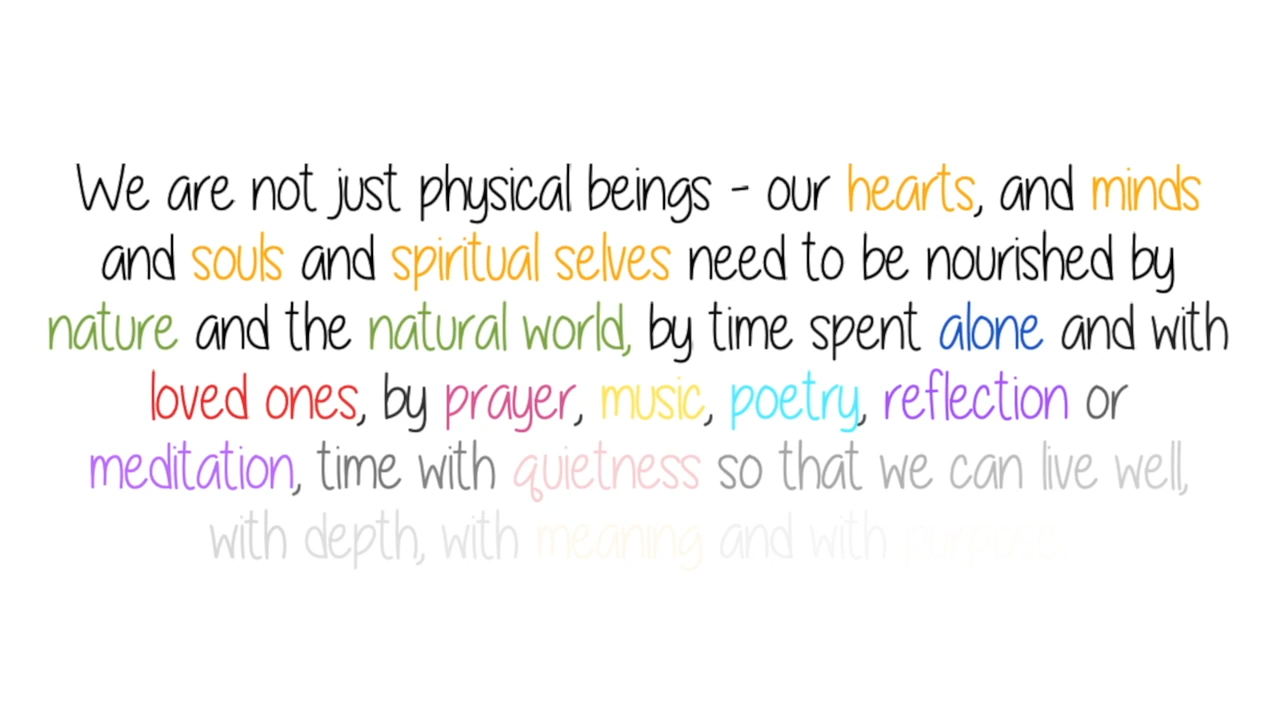 We are not just physical beings - our hearts, and minds
and souls and spiritual selves need to be nourished by
nature and the natural world, by time spent alone and with
loved ones, by prayer, music, poetry, reflection or
meditation, time with quietness so that we can live well,
with depth, with meaning and with purpose